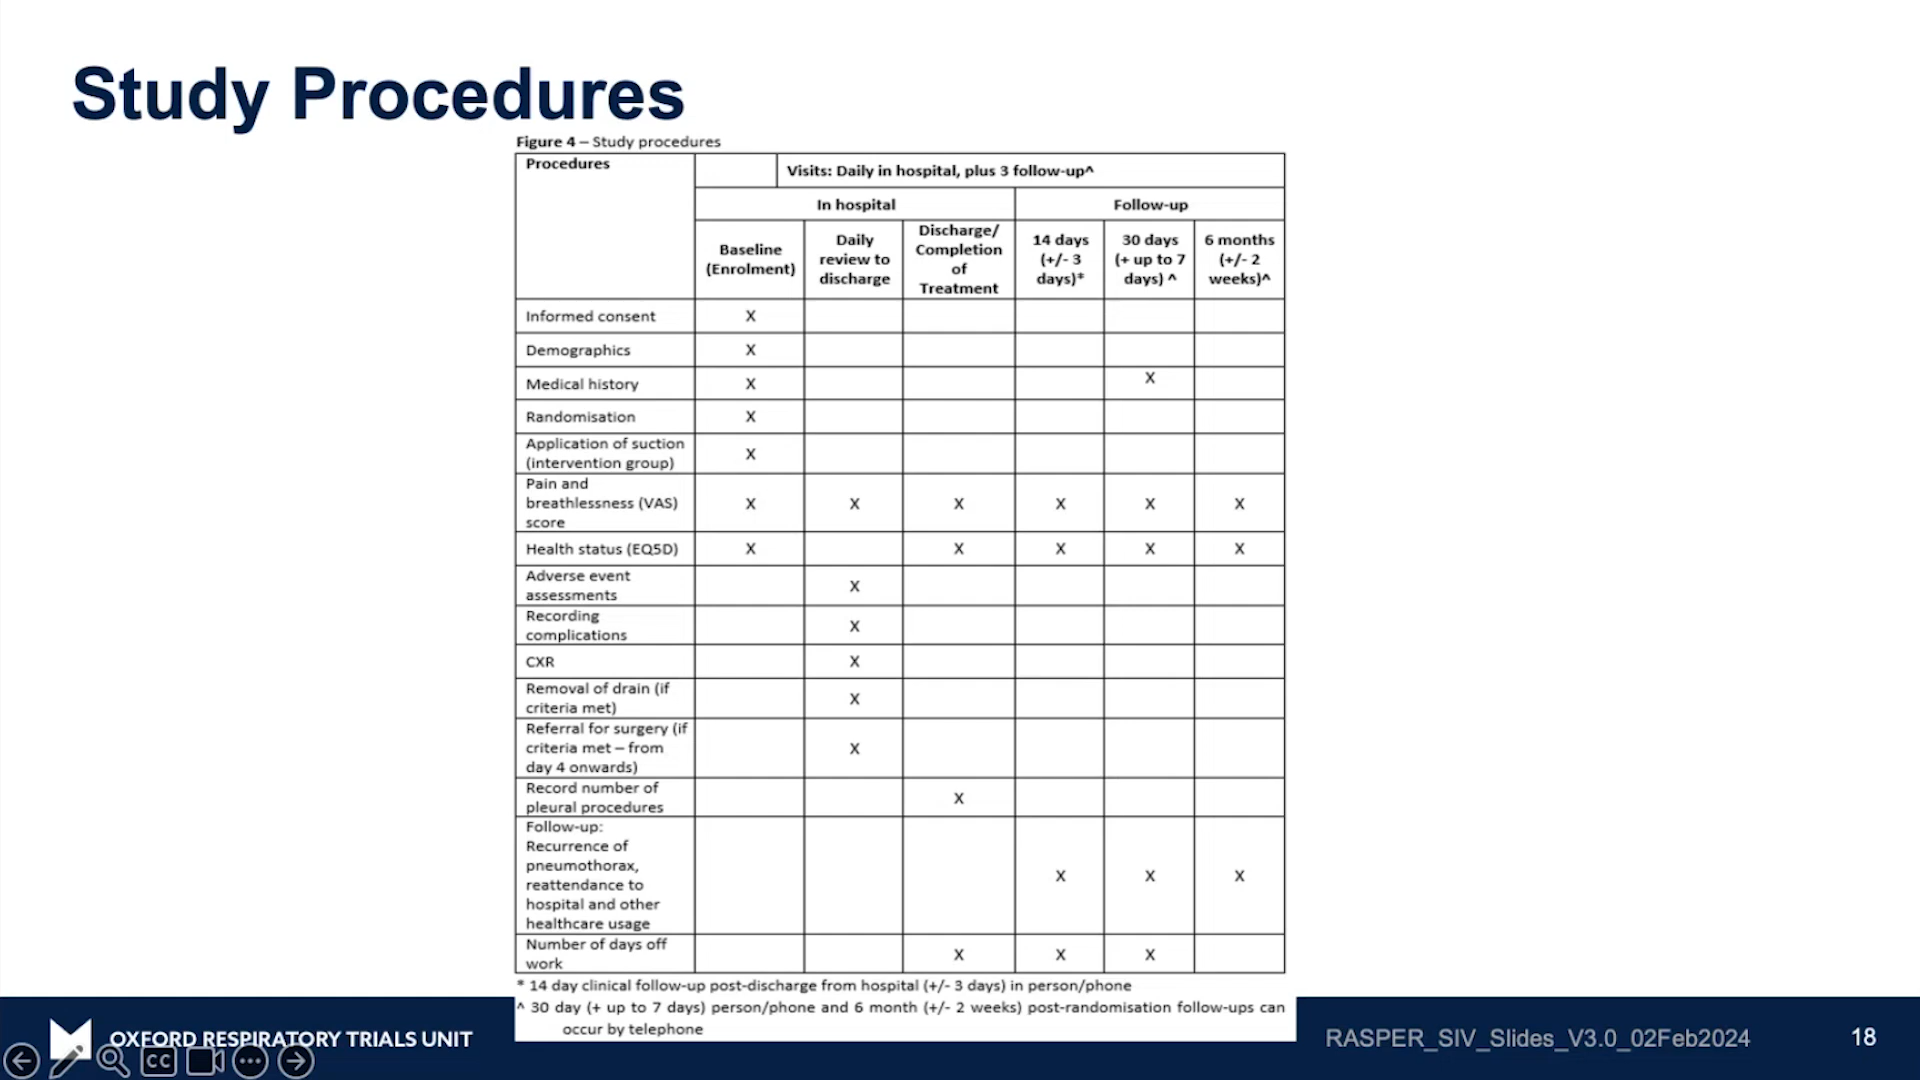 Study Procedures
Figure 4 – Study procedures
Procedures
Visits: Daily in hospital, plus 3 follow-up^
In hospital
Follow-up
Baseline
(Enrolment)
Daily
review to
discharge
Discharge/
Completion
of
Treatment
14 days
(+/- 3
days)*
30 days
(+ up to 7
days) ^
6 months
(+/- 2
weeks)^
Informed consent X
Demographics X
Medical history X X
Randomisation X
Application of suction
(intervention group) X
Pain and
breathlessness (VAS) X X X X X X
score
Health status (EQ5D) X X X X X
Adverse event
assessments X
Recording
complications X
CXR X
Removal of drain (if
criteria met) X
Referral for surgery (if
criteria met – from X
day 4 onwards)
Record number of
pleural procedures X
Follow-up:
Recurrence of
pneumothorax,
reattendance to X X X
hospital and other
healthcare usage
Number of days off
work X X X
* 14 day clinical follow-up post-discharge from hospital (+/- 3 days) in person/phone
^ 30 day (+ up to 7 days) person/phone and 6 month (+/- 2 weeks) post-randomisation follow-ups can
occur by telephone
OXFORD RESPIRATORY TRIALS UNIT
CC
RASPER_SIV_Slides_V3.0_02Feb2024
18